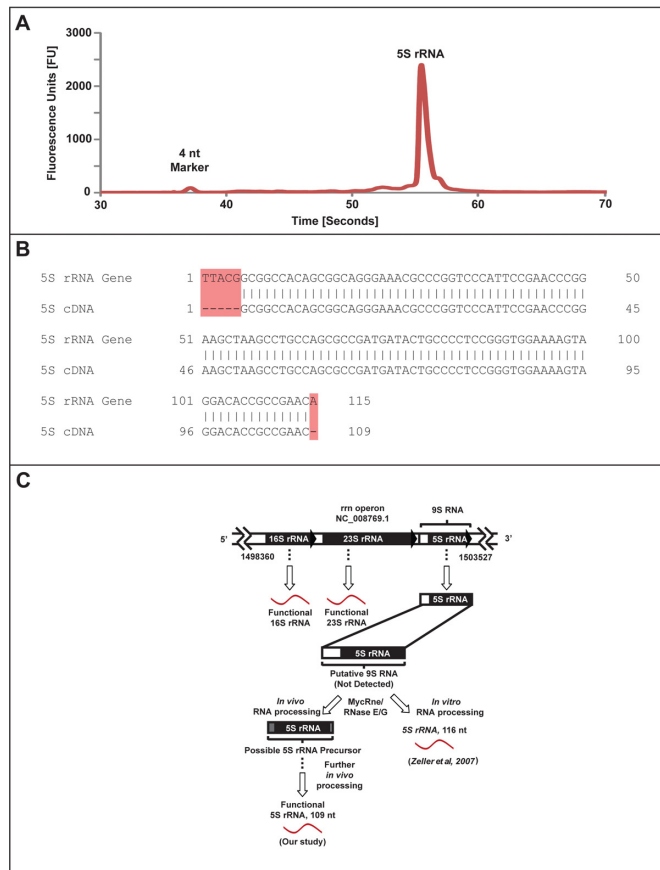 A
Fluorescence Units [FU]
3000
2000
1000
0
4 nt
Marker
5S rRNA
30 40 50 60 70
Time [Seconds]
B
5S rRNA Gene 1 TTACGGCGGCCACAGCGGCAGGGAAACGCCCGGTCCCATTCCGAACCCGG 50
5S cDNA 1 -----GCGGCCACAGCGGCAGGGAAACGCCCGGTCCCATTCCGAACCCGG 45
5S rRNA Gene 51 AAGCTAAGCCTGCCAGCGCCGATGATACTGCCCCTCCGGGTGGAAAAGTA 100
5S cDNA 46 AAGCTAAGCCTGCCAGCGCCGATGATACTGCCCCTCCGGGTGGAAAAGTA 95
5S rRNA Gene 101 GGACACCGCCGAACA 115
5S cDNA 96 GGACACCGCCGAAC- 109
C
rrn operon
NC_008769.1
9S RNA
5' 16S rRNA 23S rRNA 5S rRNA 3'
1498360 1503527
Functional
16S rRNA
Functional
23S rRNA
5S rRNA
5S rRNA
Putative 9S RNA
(Not Detected)
In vivo
RNA processing
MycRne/
RNase E/G
In vitro
RNA processing
5S rRNA
5S rRNA, 116 nt
Possible 5S rRNA Precursor
(Zeller et al, 2007)
Further
in vivo
processing
Functional
5S rRNA, 109 nt
(Our study)